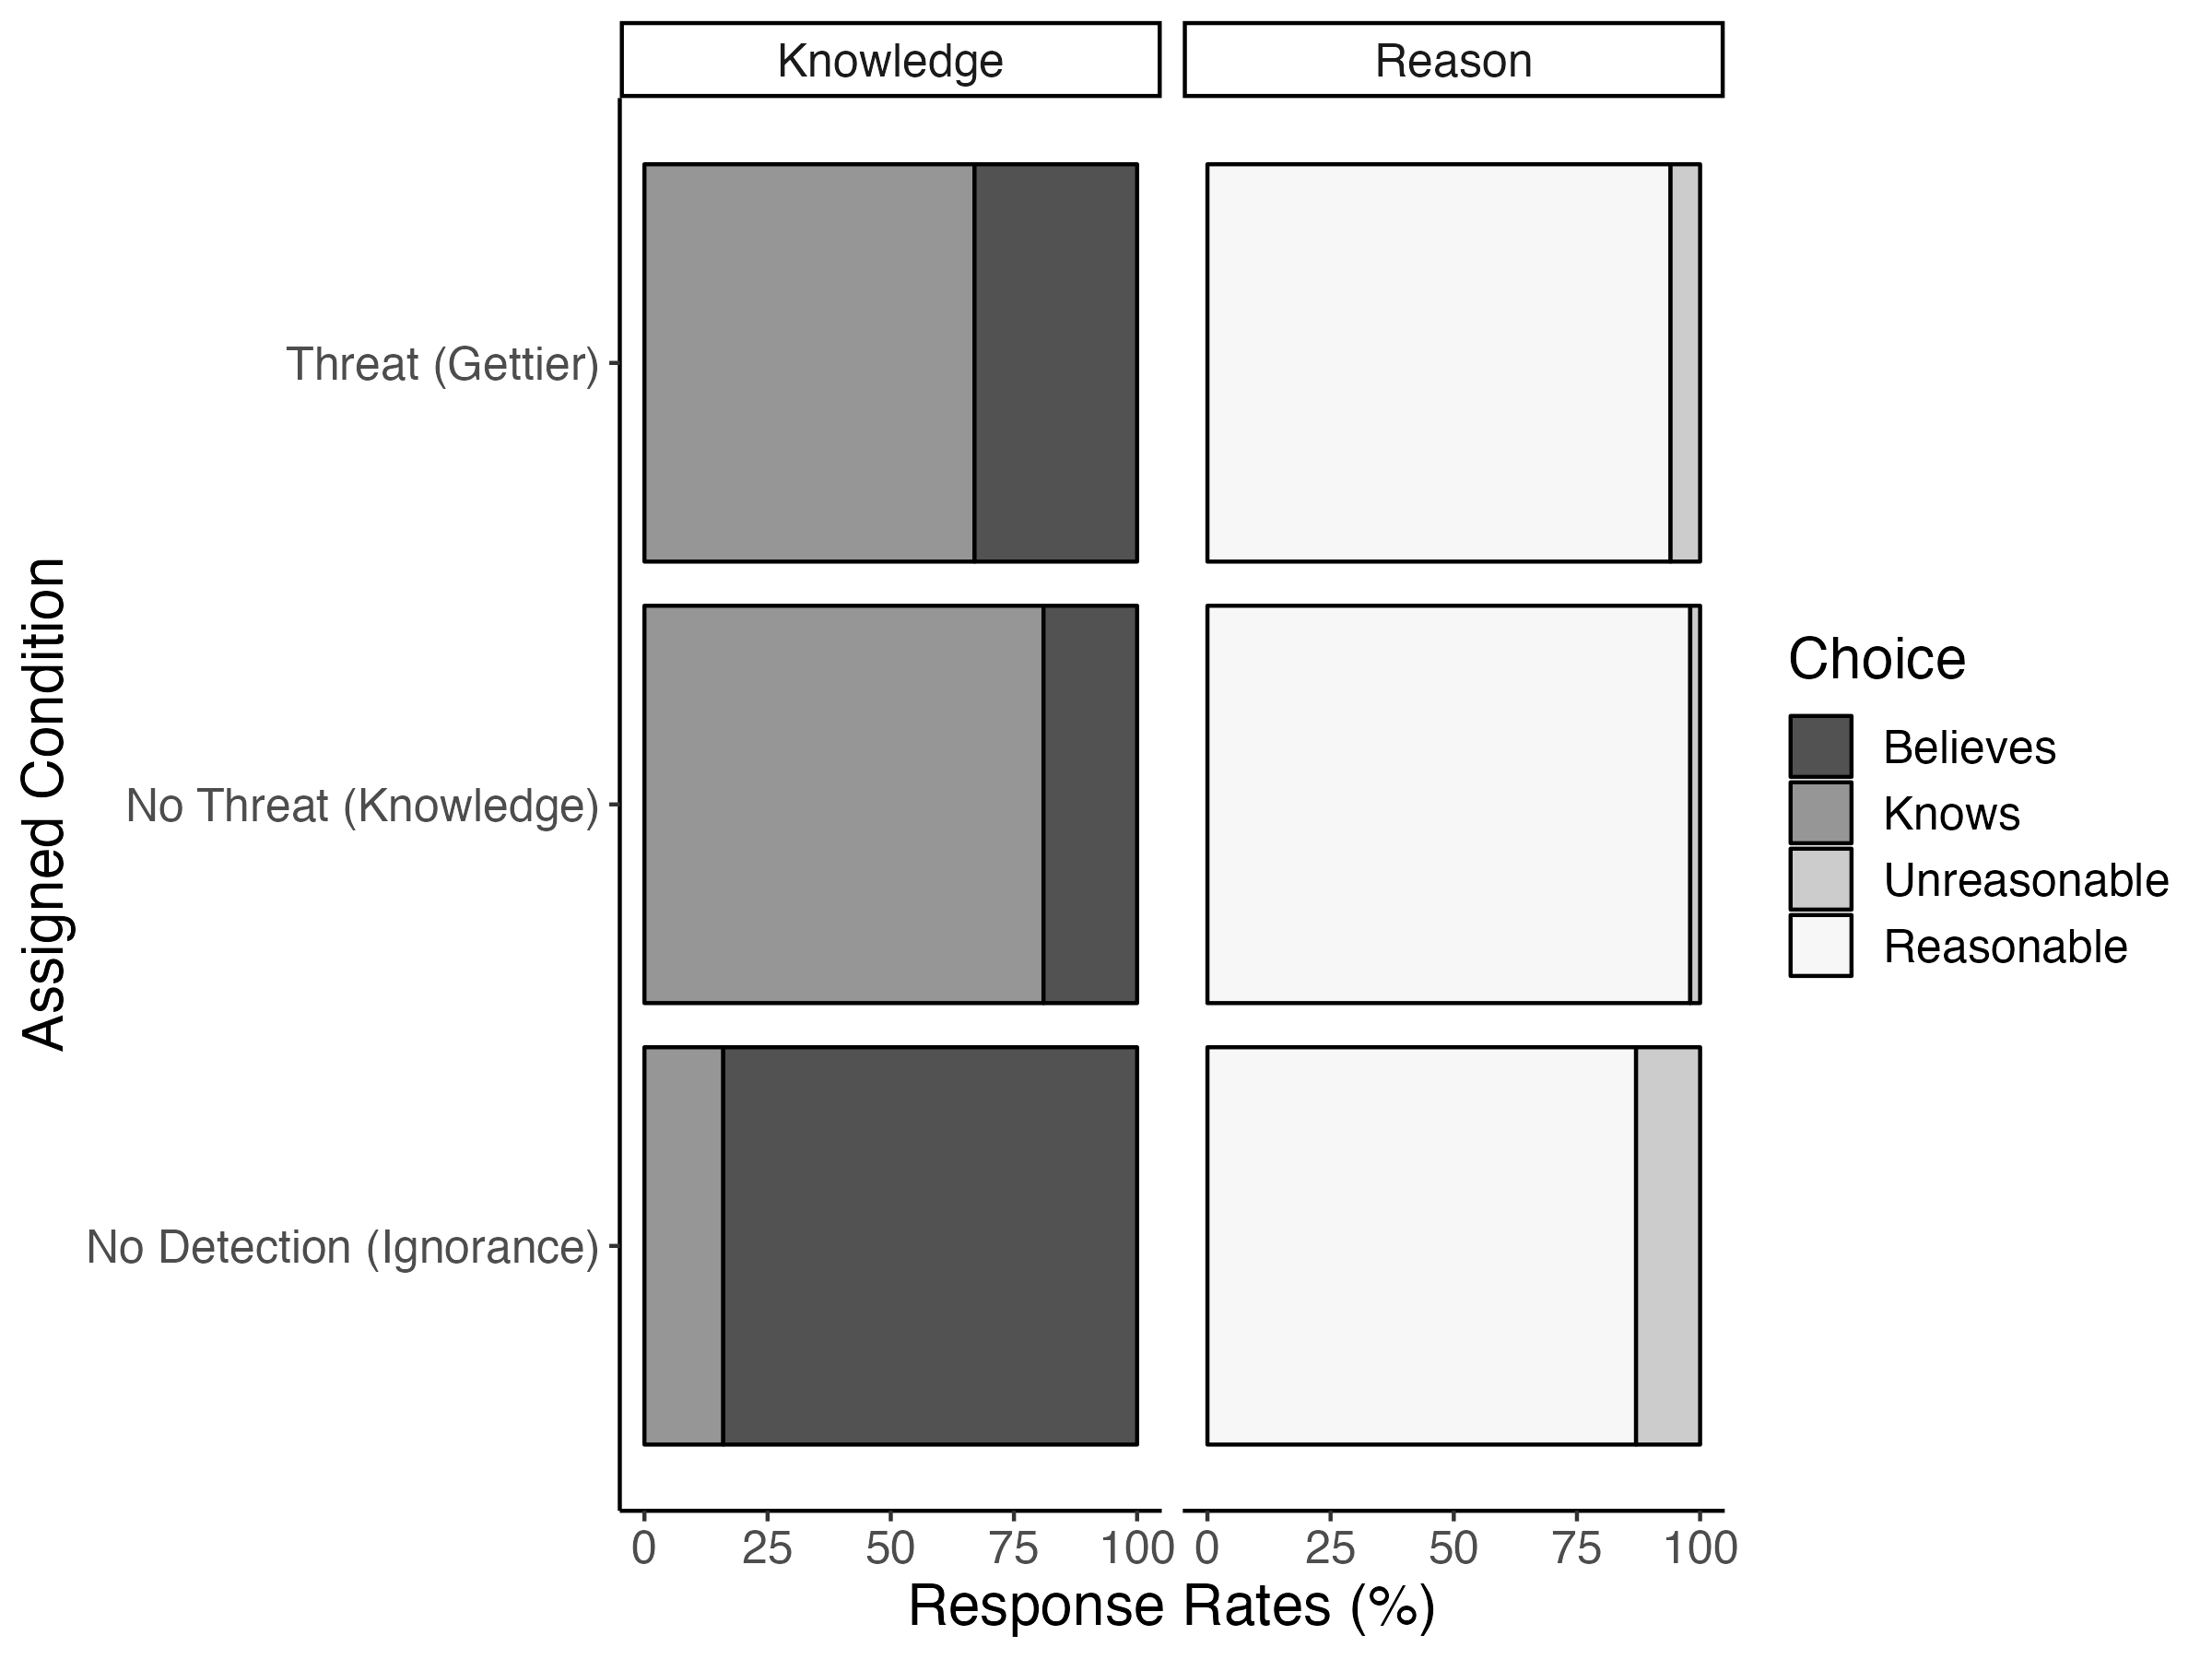 Knowledge
Reason
Assigned Condition
Threat (Gettier)
No Threat (Knowledge)
No Detection (Ignorance)
0 25 50 75 100
0 25 50 75 100
Response Rates (%)
Choice
Believes
Knows
Unreasonable
Reasonable